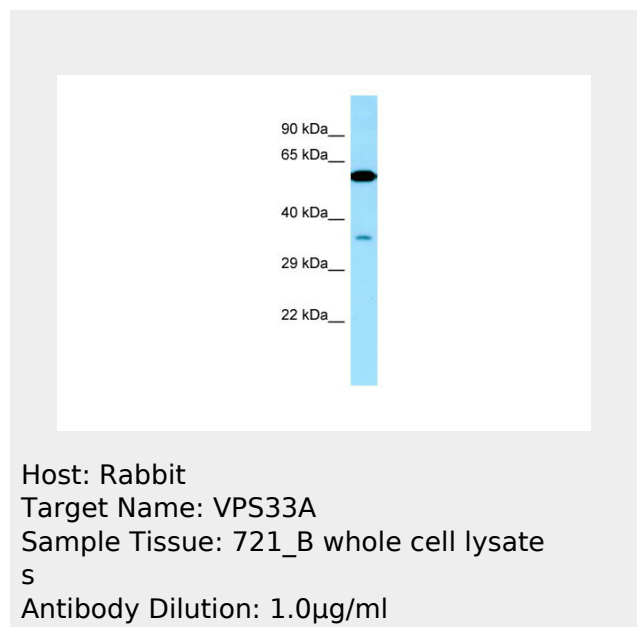 90 kDa__
65 kDa__
40 kDa__
29 kDa__
22 kDa__
Host: Rabbit
Target Name: VPS33A
Sample Tissue: 721_B whole cell lysate
s
Antibody Dilution: 1.0µg/ml